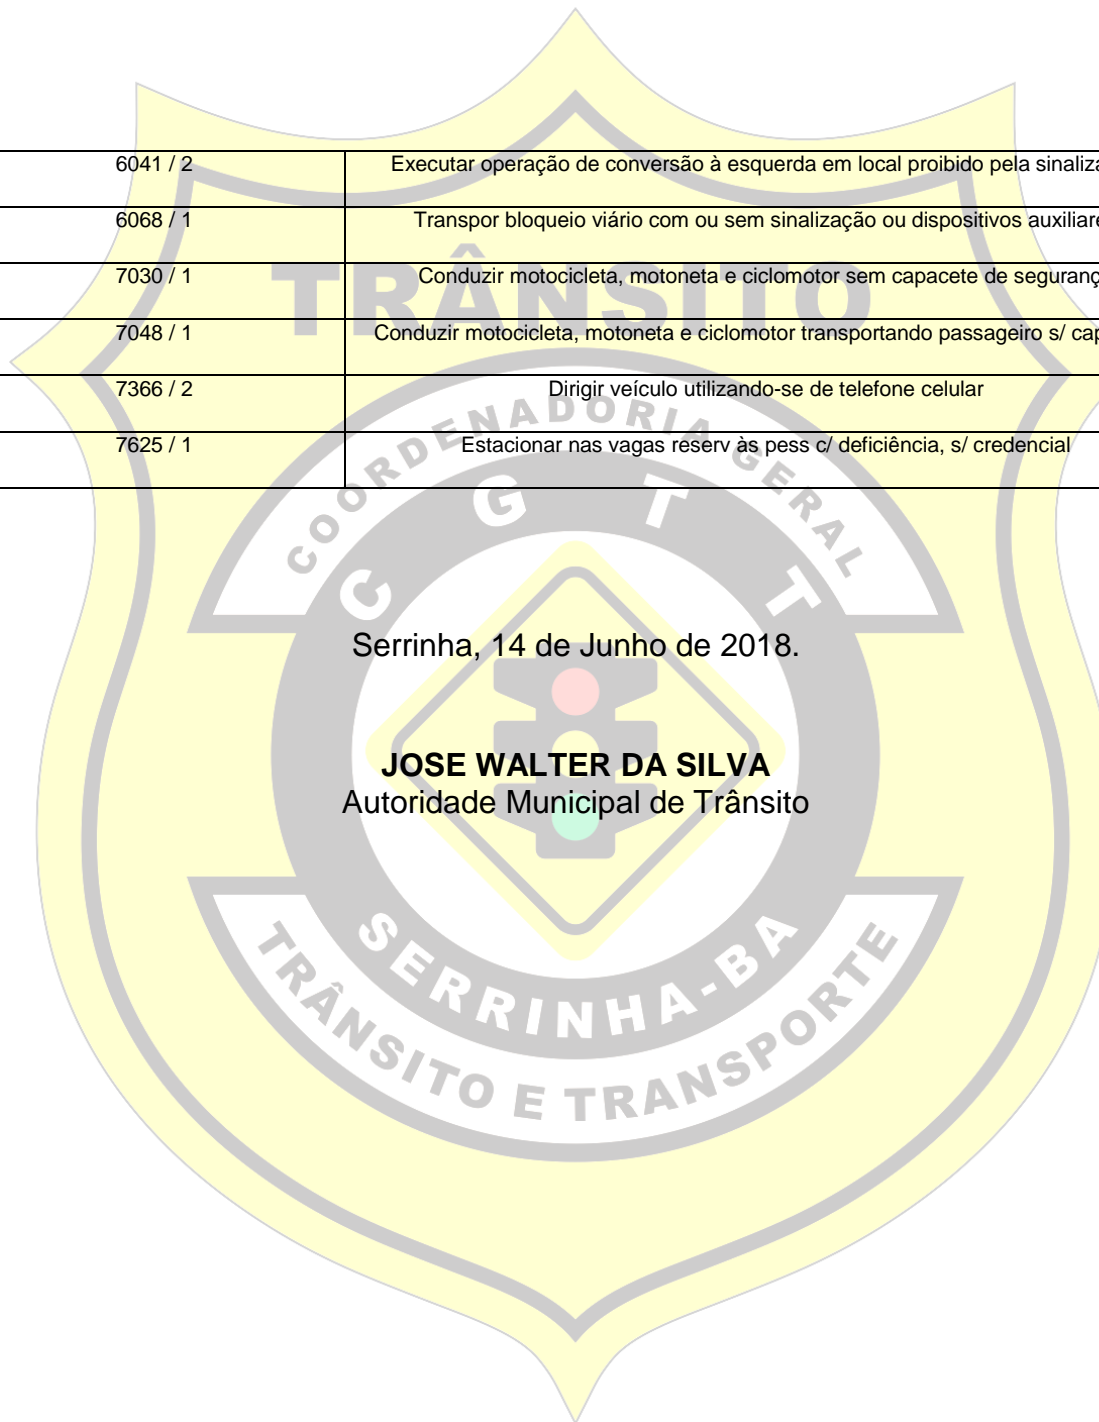 6041 / 2 Executar operação de conversão à esquerda em local proibido pela
6068 / 1 Transpor bloqueio viário com ou sem sinalização ou dispositivos
TRÂNSITO
7030 / 1 Conduzir motocicleta, motoneta e ciclomotor sem capacete de
7048 / 1 Conduzir motocicleta, motoneta e ciclomotor transportando passageiro s/
7366 / 2 Dirigir veículo utilizando-se de telefone celular
COORDENADORIA GERAL
7625 / 1 Estacionar nas vagas reserv às pess c/ deficiência, s/ credencial
C G T T
Serrinha, 14 de Junho de 2018.
JOSE WALTER DA SILVA
Autoridade Municipal de Trânsito
SERRINHA-BA
TRÂNSITO E TRANSPORTE